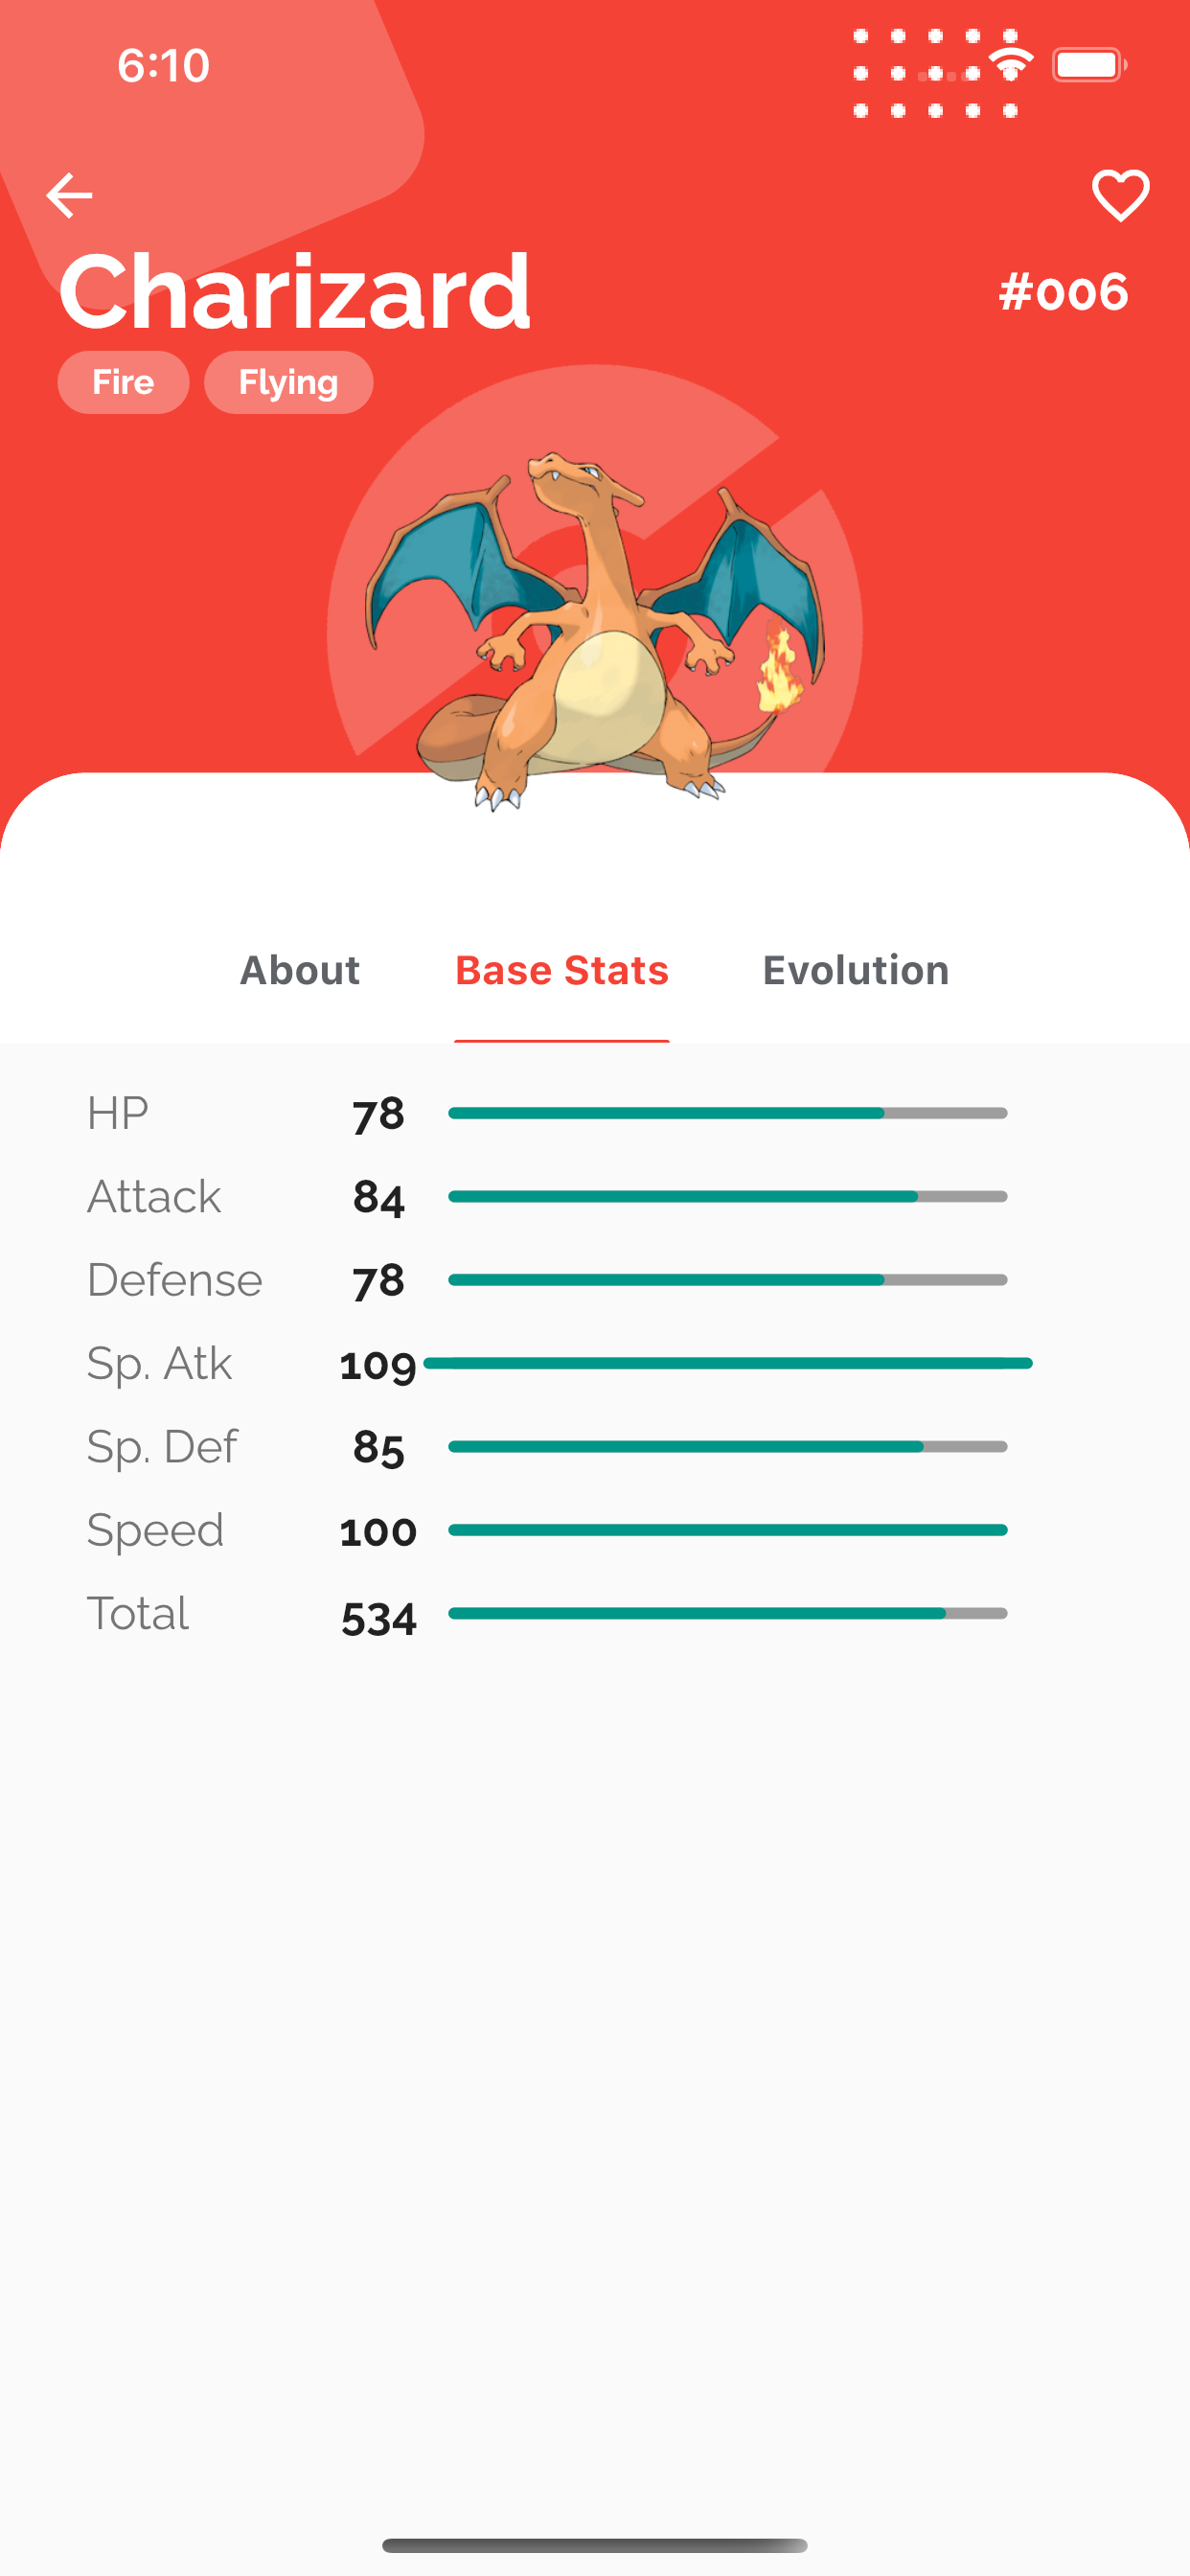 6:10
Charizard #006
Fire Flying
About Base Stats Evolution
HP 78
Attack 84
Defense 78
Sp. Atk 109
Sp. Def 85
Speed 100
Total 534